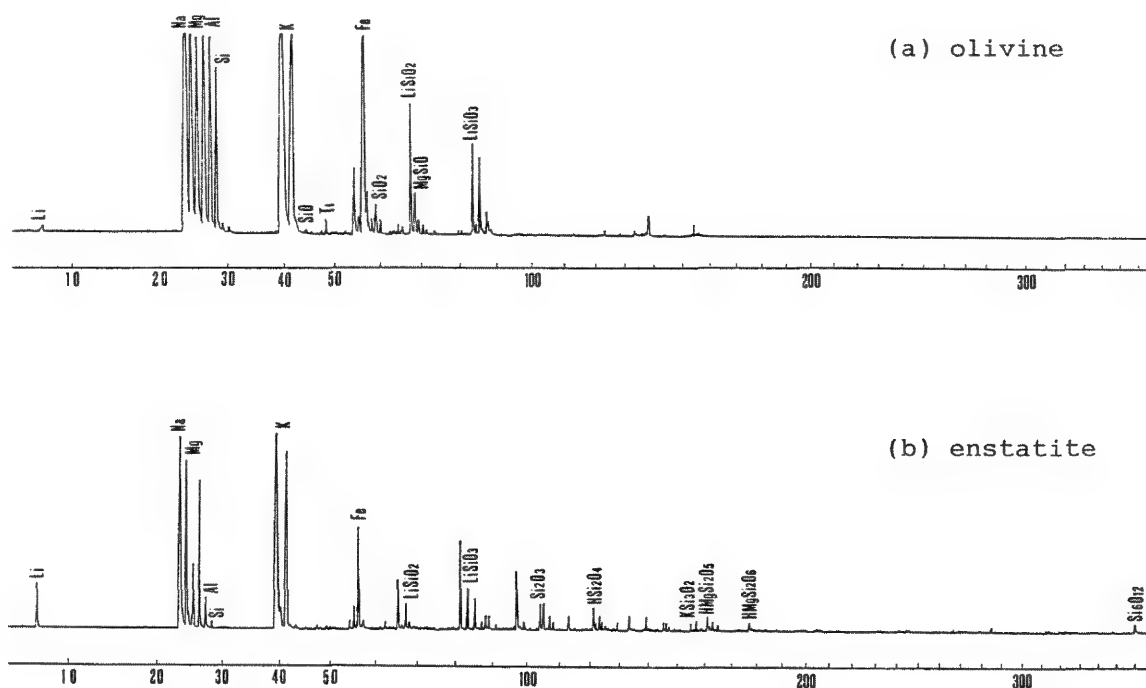 (a) olivine
Li
Na
Mg
Al
Si
K
SiO
Ti
Fe
SiO2
LiSiO2
MgSiO
LiSiO3
10 20 30 40 50 100 200 300
(b) enstatite
Li
Na
Mg
Al
Si
K
Fe
LiSiO2
LiSiO3
Si2O3
HSi2O4
KSi3O2
HMgSi2O5
HMgSi2O6
Si6O12
10 20 30 40 50 100 200 300